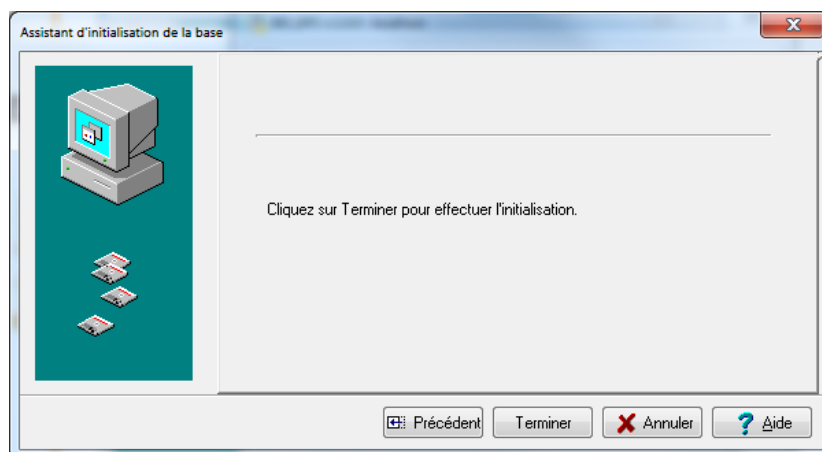 Assistant d'initialisation de la base
Cliquez sur Terminer pour effectuer l'initialisation.
Précédent
Terminer
Annuler
Aide